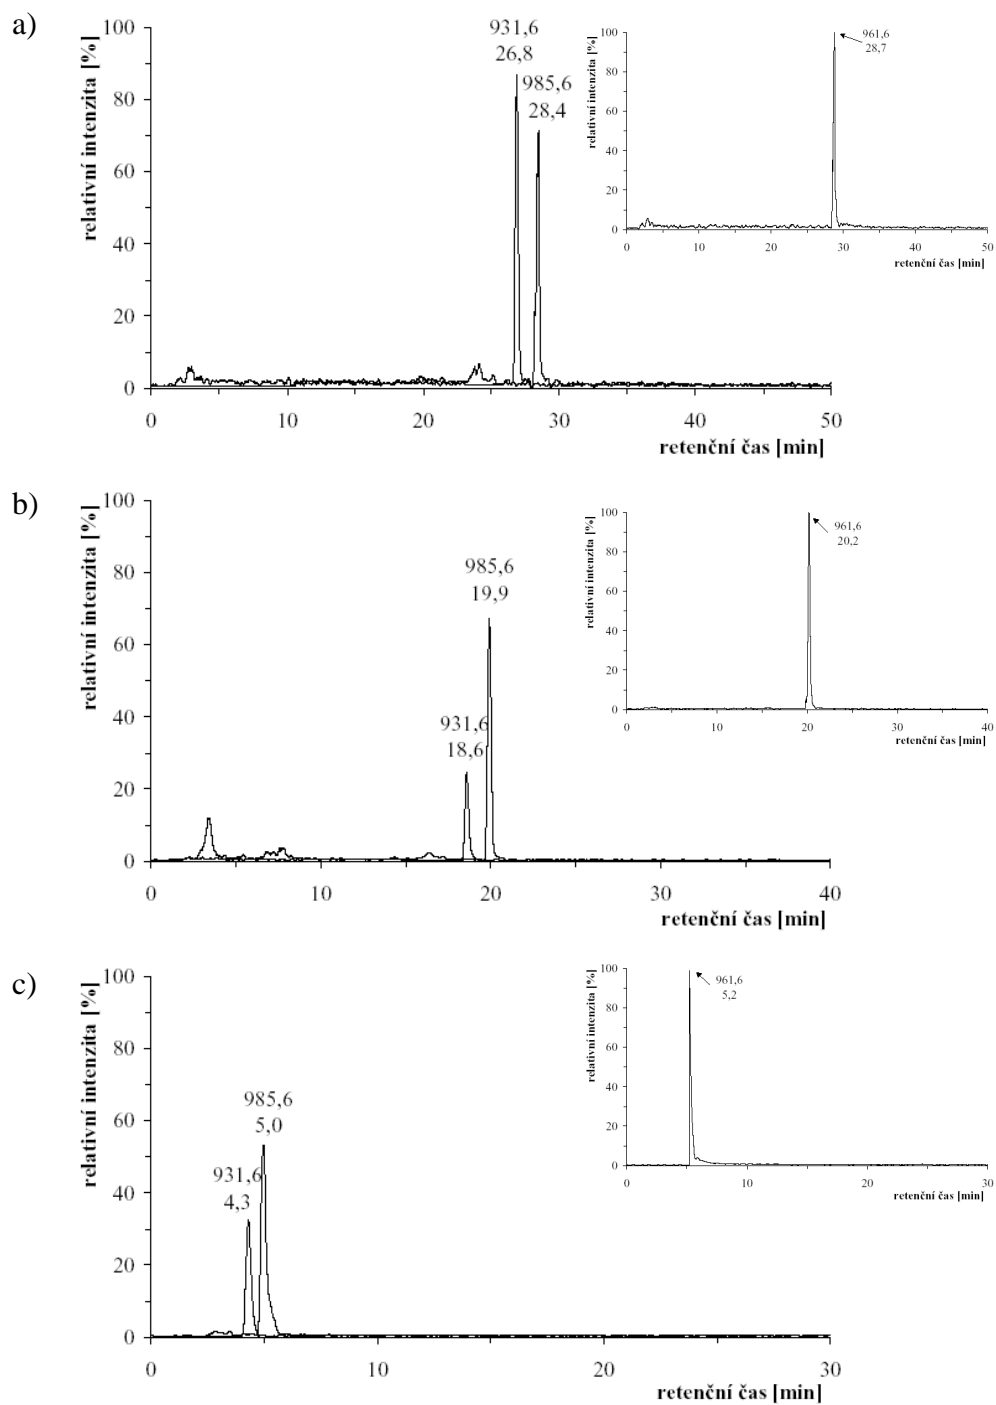 a)
relativní intenzita [%]
100
80
60
40
20
0
931,6
26,8
985,6
28,4
0 10 20 30 40 50
retenční čas [min]
relativní intenzita [%]
100
80
60
40
20
0
961,6
28,7
0 10 20 30 40 50
retenční čas [min]
b)
relativní intenzita [%]
100
80
60
40
20
0
985,6
19,9
931,6
18,6
0 10 20 30 40
retenční čas [min]
relativní intenzita [%]
100
80
60
40
20
0
961,6
20,2
0 10 20 30 40
retenční čas [min]
c)
relativní intenzita [%]
100
80
60
40
20
0
985,6
5,0
931,6
4,3
0 10 20 30
retenční čas [min]
relativní intenzita [%]
100
80
60
40
20
0
961,6
5,2
0 10 20 30
retenční čas [min]